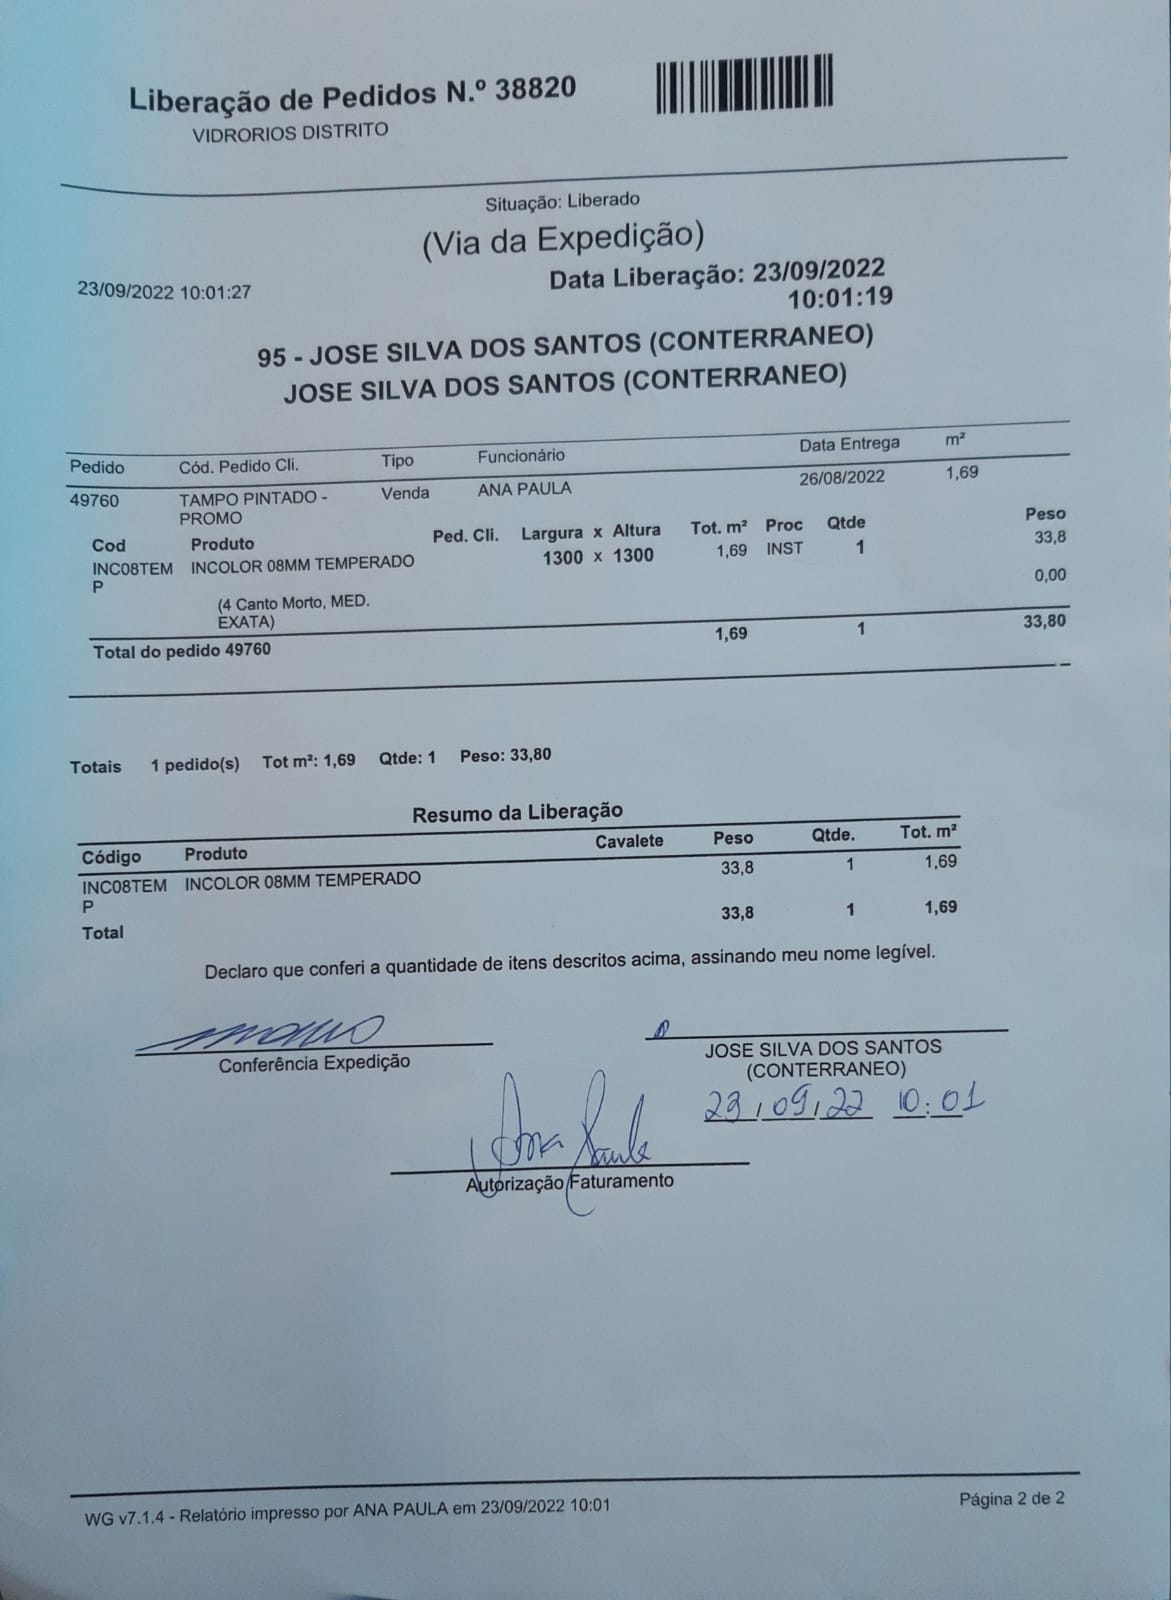 Liberação de Pedidos N.º 38820
VIDRORIOS DISTRITO
Situação: Liberado
(Via da Expedição)
23/09/2022 10:01:27
Data Liberação: 23/09/2022
10:01:19
95 - JOSE SILVA DOS SANTOS (CONTERRANEO)
JOSE SILVA DOS SANTOS (CONTERRANEO)
Pedido Cód. Pedido Cli. Tipo Funcionário Data Entrega m²
49760 TAMPO PINTADO - Venda ANA PAULA 26/08/2022 1,69
PROMO
Cod Produto Ped. Cli. Largura x Altura Tot. m² Proc Qtde Peso
INC08TEM INCOLOR 08MM TEMPERADO 1300 x 1300 1,69 INST 1 33,8
P
(4 Canto Morto, MED. 0,00
EXATA)
Total do pedido 49760 1,69 1 33,80
Totais 1 pedido(s) Tot m²: 1,69 Qtde: 1 Peso: 33,80
Resumo da Liberação
Código Produto Cavalete Peso Qtde. Tot. m²
INC08TEM INCOLOR 08MM TEMPERADO 33,8 1 1,69
P
Total 33,8 1 1,69
Declaro que conferi a quantidade de itens descritos acima, assinando meu nome legível.
Conferência Expedição
JOSE SILVA DOS SANTOS
(CONTERRANEO)
23/09/22 10:01
Ana Paula
Autorização Faturamento
WG v7.1.4 - Relatório impresso por ANA PAULA em 23/09/2022 10:01
Página 2 de 2